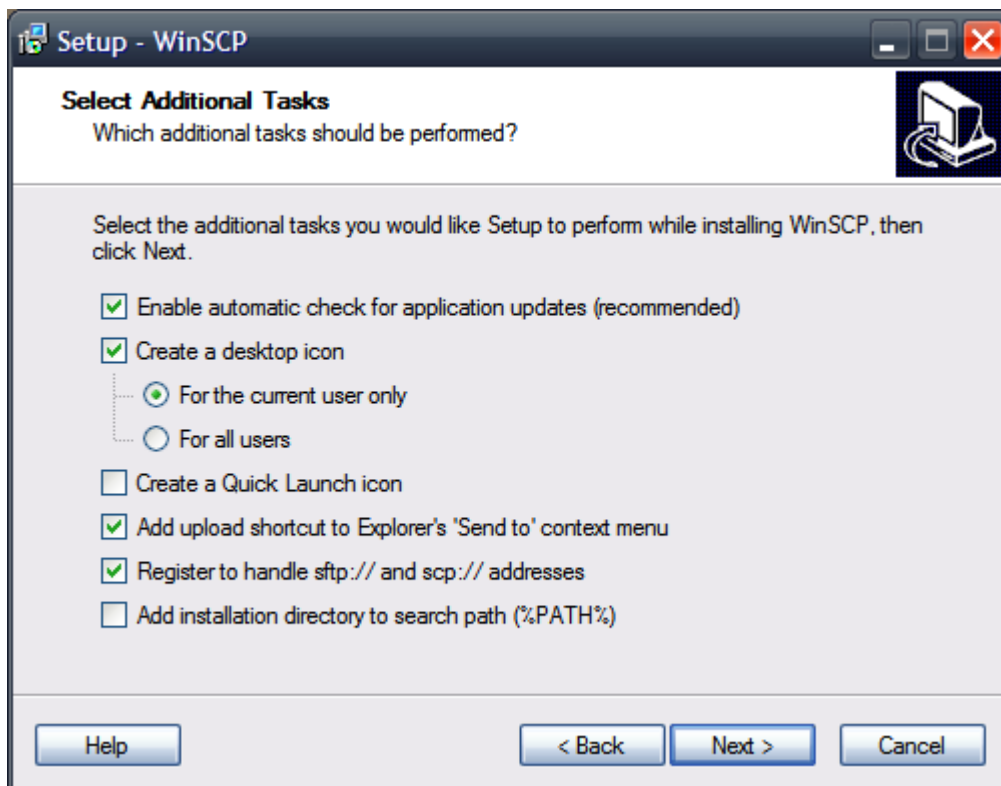 Setup - WinSCP
Select Additional Tasks
Which additional tasks should be performed?
Select the additional tasks you would like Setup to perform while installing WinSCP, then
click Next.
Enable automatic check for application updates (recommended)
Create a desktop icon
For the current user only
For all users
Create a Quick Launch icon
Add upload shortcut to Explorer's 'Send to' context menu
Register to handle sftp:// and scp:// addresses
Add installation directory to search path (%PATH%)
Help < Back Next > Cancel